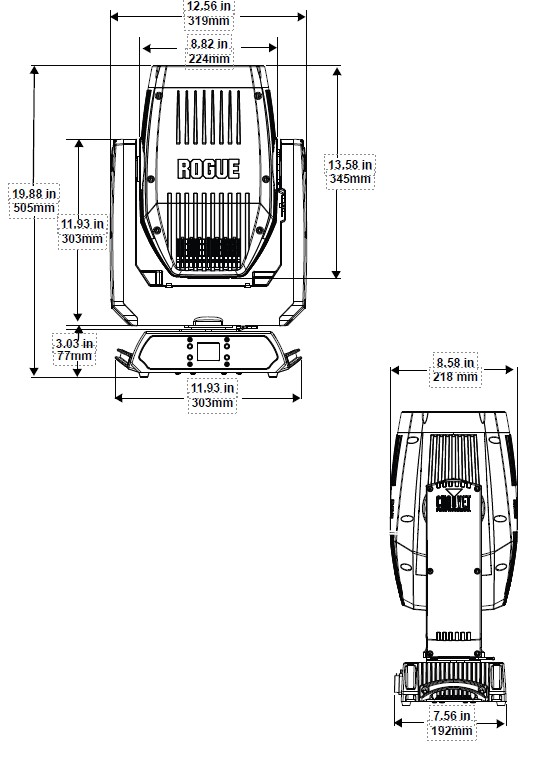 12.56 in
319mm
8.82 in
224mm
ROGUE
13.58 in
345mm
19.88 in
505mm
11.93 in
303mm
3.03 in
77mm
11.93 in
303mm
8.58 in
218 mm
CHAUVET
7.56 in
192mm